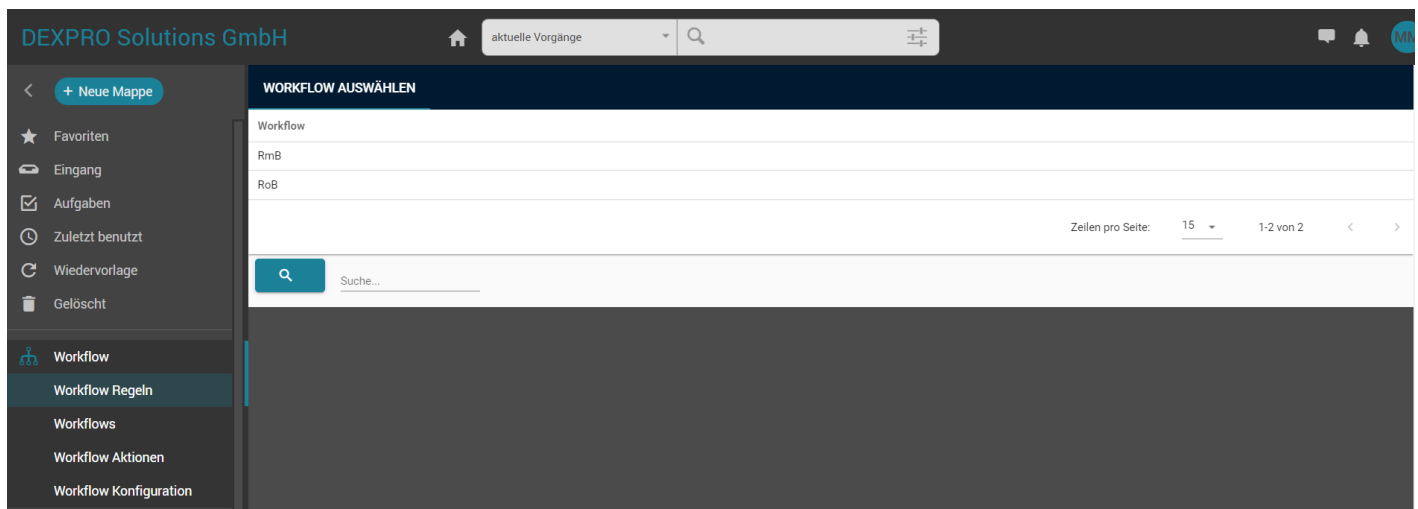 DEXPRO Solutions GmbH
aktuelle Vorgänge
MM
+ Neue Mappe
WORKFLOW AUSWÄHLEN
Favoriten
Workflow
Eingang
RmB
Aufgaben
RoB
Zuletzt benutzt
Zeilen pro Seite: 15 1-2 von 2
Wiedervorlage
Suche...
Gelöscht
Workflow
Workflow Regeln
Workflows
Workflow Aktionen
Workflow Konfiguration